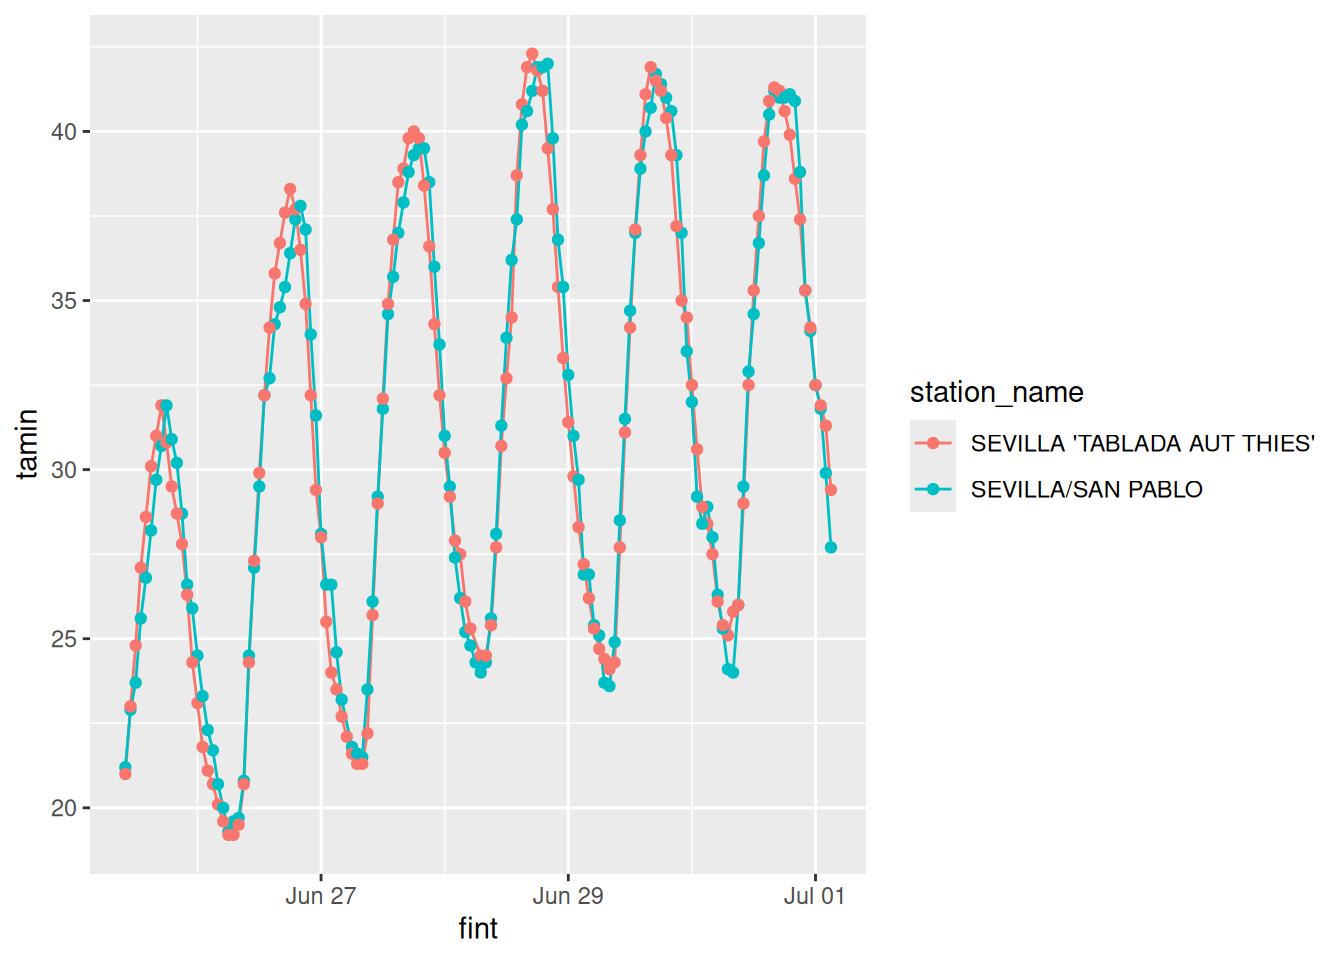 40
35
30
25
20
tamin
Jun 27
Jun 29
Jul 01
fint
station_name
SEVILLA 'TABLADA AUT THIES'
SEVILLA/SAN PABLO